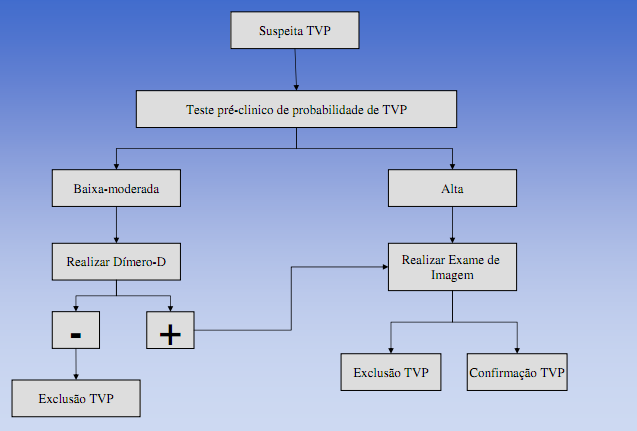 Suspeita TVP
Teste pré-clinico de probabilidade de TVP
Baixa-moderada
Alta
Realizar Dímero-D
Realizar Exame de
Imagem
-
+
Exclusão TVP
Confirmação TVP
Exclusão TVP